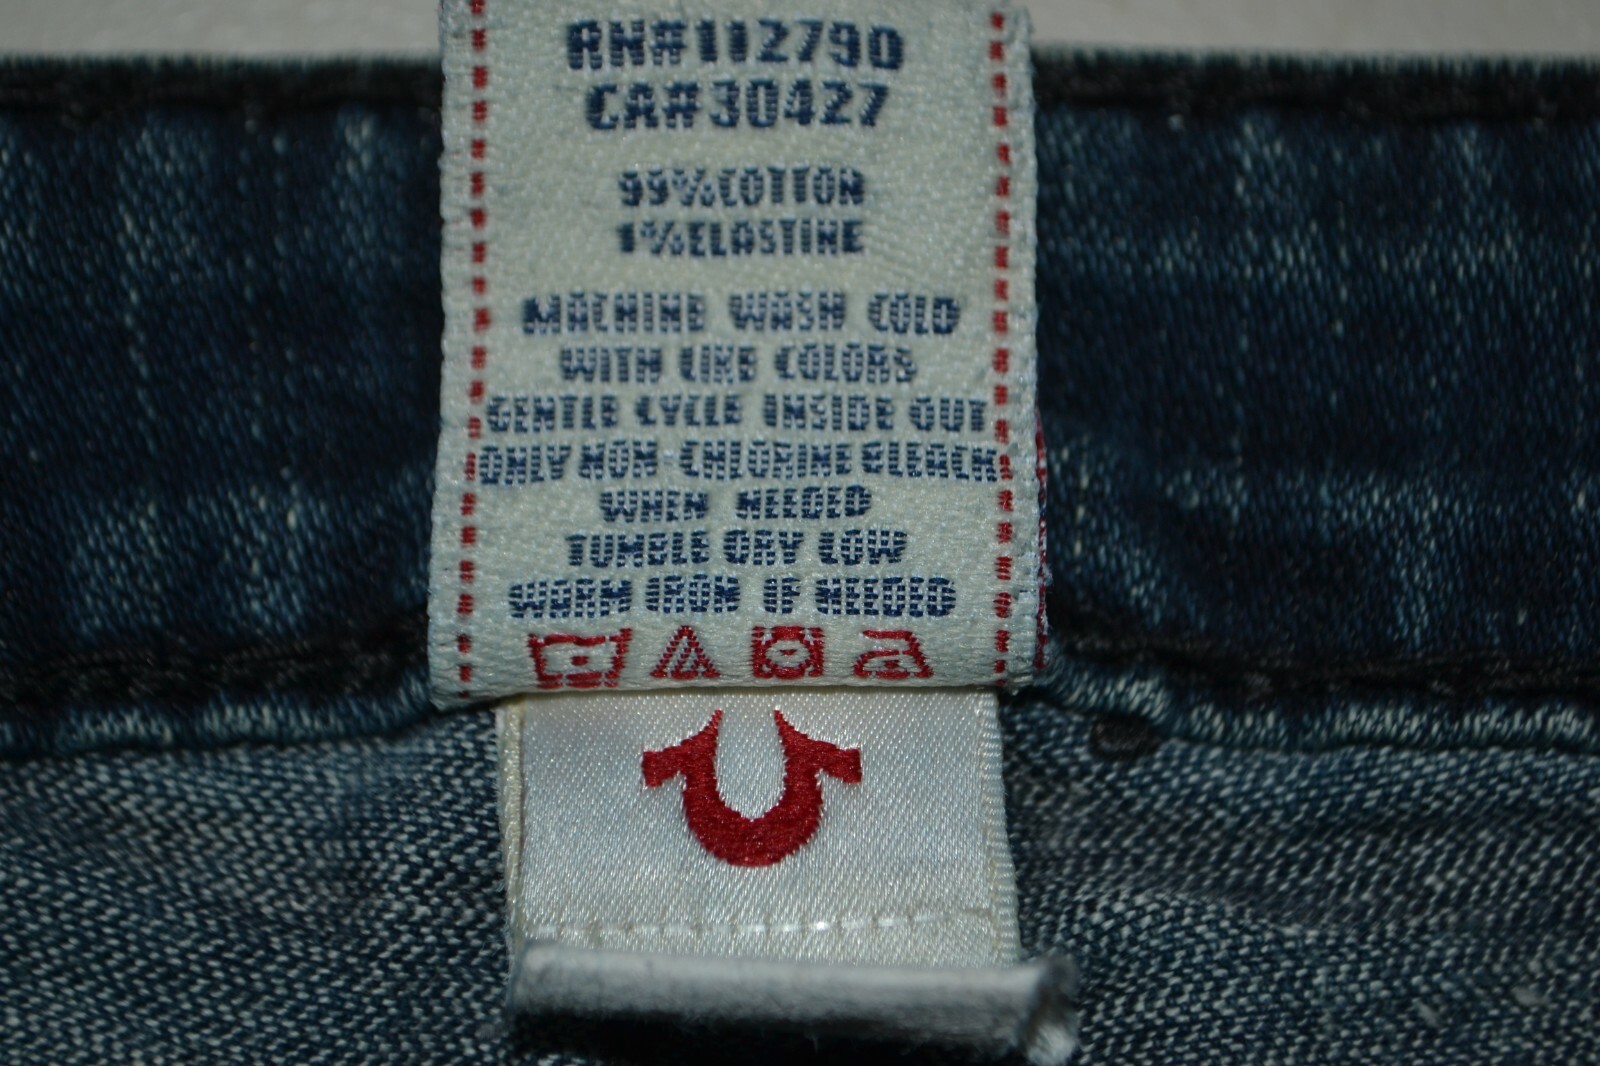 RN#112790
CA#30427
99%COTTON
1%ELASTINE
MACHINE WASH COLD
WITH LIKE COLORS
GENTLE CYCLE INSIDE OUT
ONLY NON-CHLORINE BLEACH
WHEN NEEDED
TUMBLE DRY LOW
WARM IRON IF NEEDED